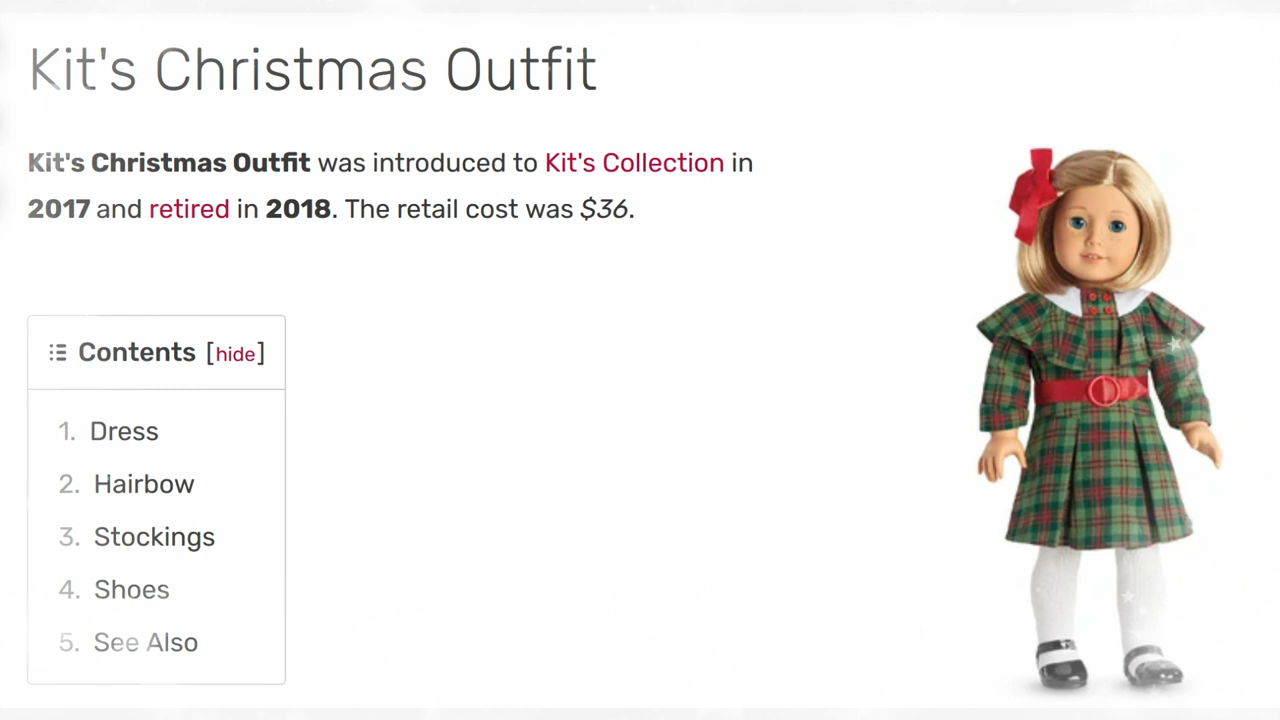 Kit's Christmas Outfit
Kit's Christmas Outfit was introduced to Kit's Collection in
2017 and retired in 2018. The retail cost was $36.
Contents [hide]
1. Dress
2. Hairbow
3. Stockings
4. Shoes
5. See Also